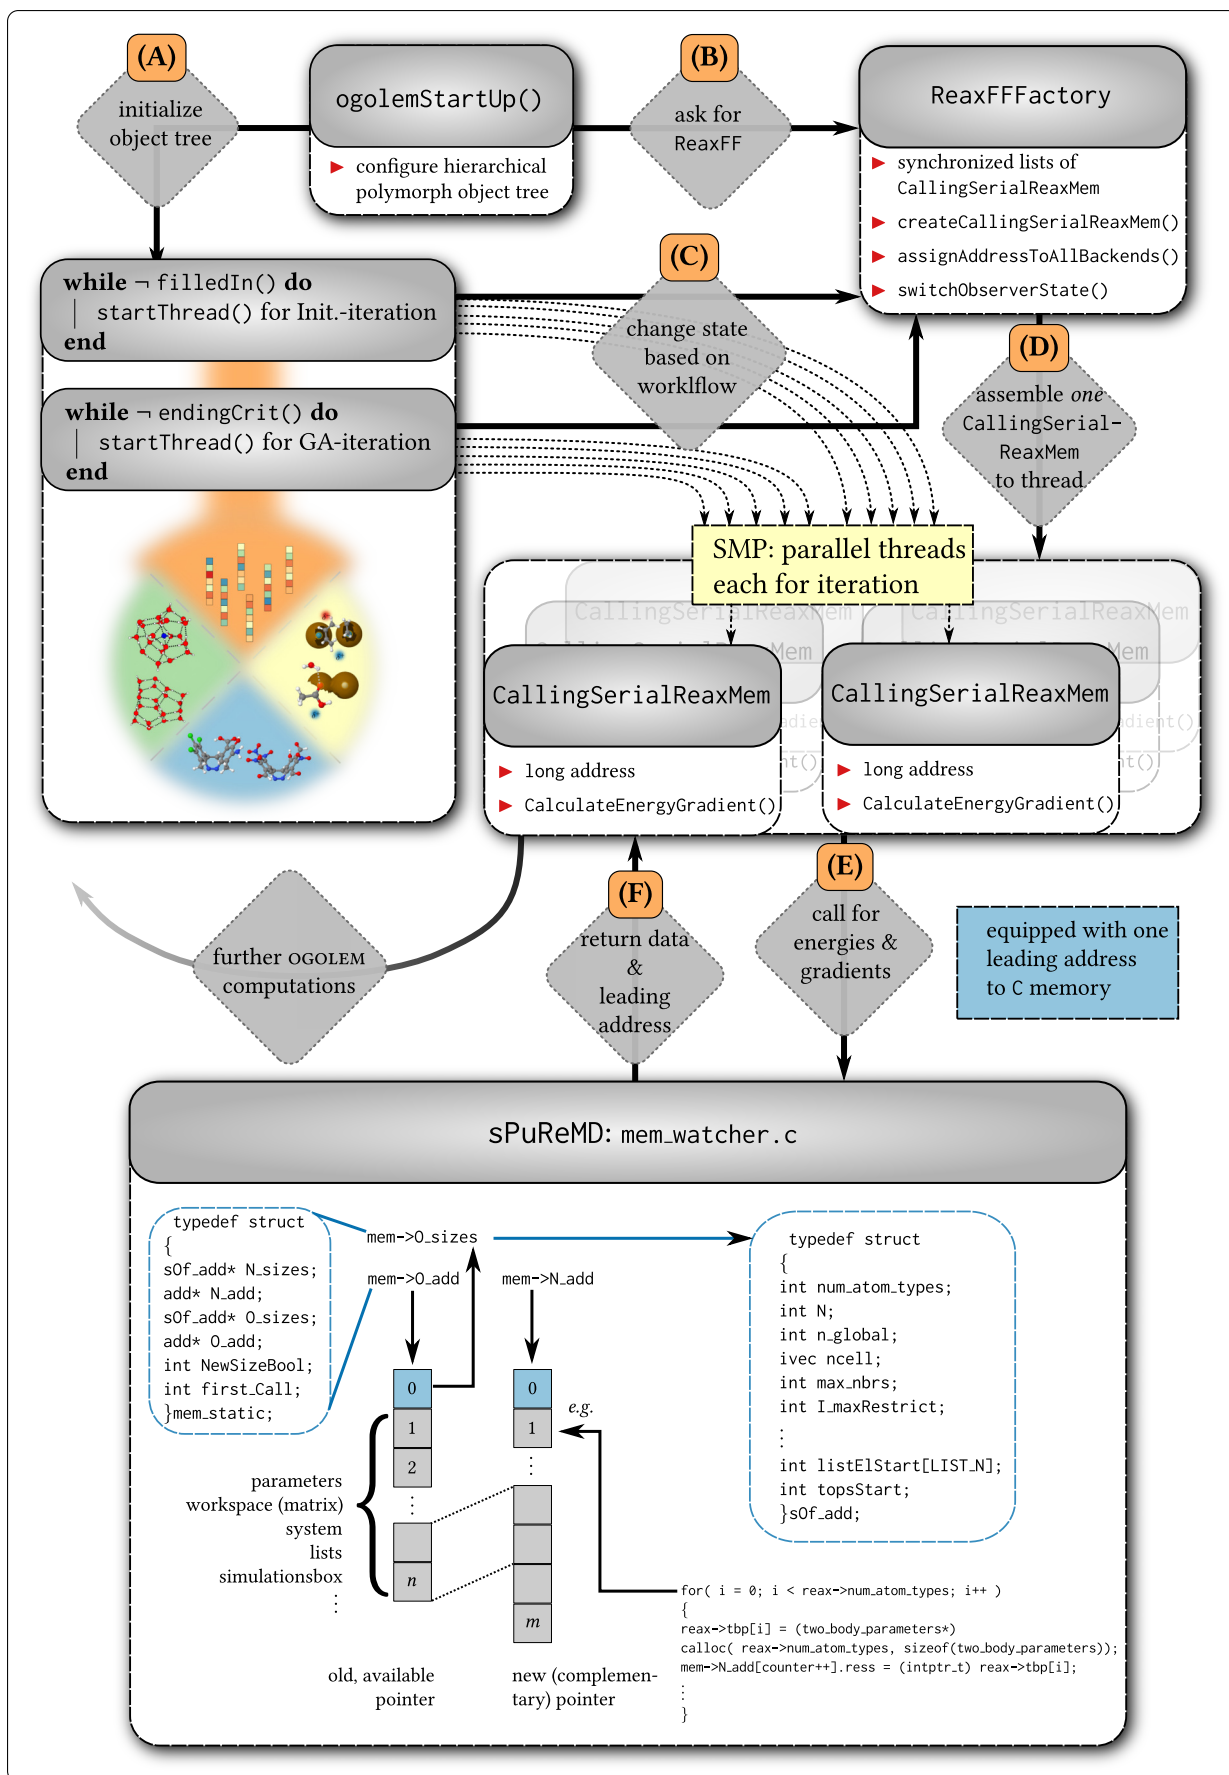 (A)
initialize
object tree
ogolemStartUp()
► configure hierarchical
polymorph object tree
(B)
ask for
ReaxFF
ReaxFFFactory
► synchronized lists of
CallingSerialReaxMem
► createCallingSerialReaxMem()
► assignAddressToAllBackends()
► switchObserverState()
while ¬ filledIn() do
startThread() for Init.-iteration
end
while ¬ endingCrit() do
startThread() for GA-iteration
end
(C)
change state
based on
worklflow
(D)
assemble one
CallingSerial-
ReaxMem
to thread
SMP: parallel threads
each for iteration
CallingSerialReaxMem
CallingSerialReaxMem
CallingSerialReaxMem
► long address
► CalculateEnergyGradient()
CallingSerialReaxMem
► long address
► CalculateEnergyGradient()
further OGOLEM
computations
(F)
return data
&
leading
address
(E)
call for
energies &
gradients
equipped with one
leading address
to C memory
sPuReMD: mem_watcher.c
typedef struct
{
sOf_add* N_sizes;
add* N_add;
sOf_add* O_sizes;
add* O_add;
int NewSizeBool;
int first_Call;
}mem_static;
mem->O_sizes
mem->O_add
mem->N_add
0
1
2
⋮
n
0
1
⋮
m
e.g.
parameters
workspace (matrix)
system
lists
simulationsbox
⋮
old, available
pointer
new (complemen-
tary) pointer
typedef struct
{
int num_atom_types;
int N;
int n_global;
ivec ncell;
int max_nbrs;
int I_maxRestrict;
⋮
int listElStart[LIST_N];
int topsStart;
}sOf_add;
for( i = 0; i < reax->num_atom_types; i++ )
{
reax->tbp[i] = (two_body_parameters*)
calloc( reax->num_atom_types, sizeof(two_body_parameters));
mem->N_add[counter++].ress = (intptr_t) reax->tbp[i];
⋮
}